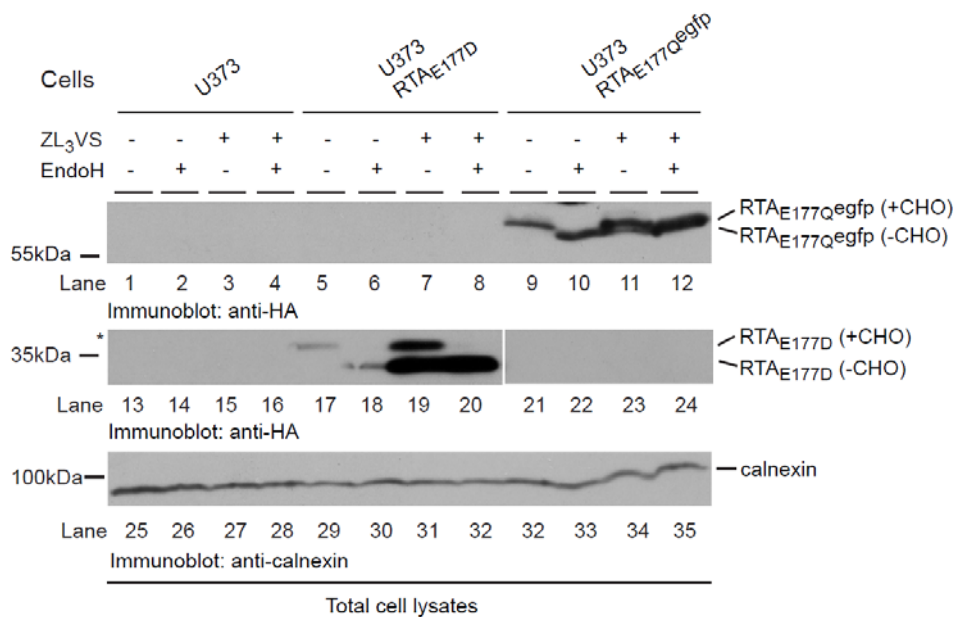 Cells U373 U373 RTAE177D U373 RTAE177Qegfp
ZL3VS - - + + - - + + - - + +
EndoH - + - + - + - + - + - +
RTAE177Qegfp (+CHO)
RTAE177Qegfp (-CHO)
55kDa
Lane 1 2 3 4 5 6 7 8 9 10 11 12
Immunoblot: anti-HA
*
RTAE177D (+CHO)
35kDa
RTAE177D (-CHO)
Lane 13 14 15 16 17 18 19 20 21 22 23 24
Immunoblot: anti-HA
100kDa calnexin
Lane 25 26 27 28 29 30 31 32 32 33 34 35
Immunoblot: anti-calnexin
Total cell lysates